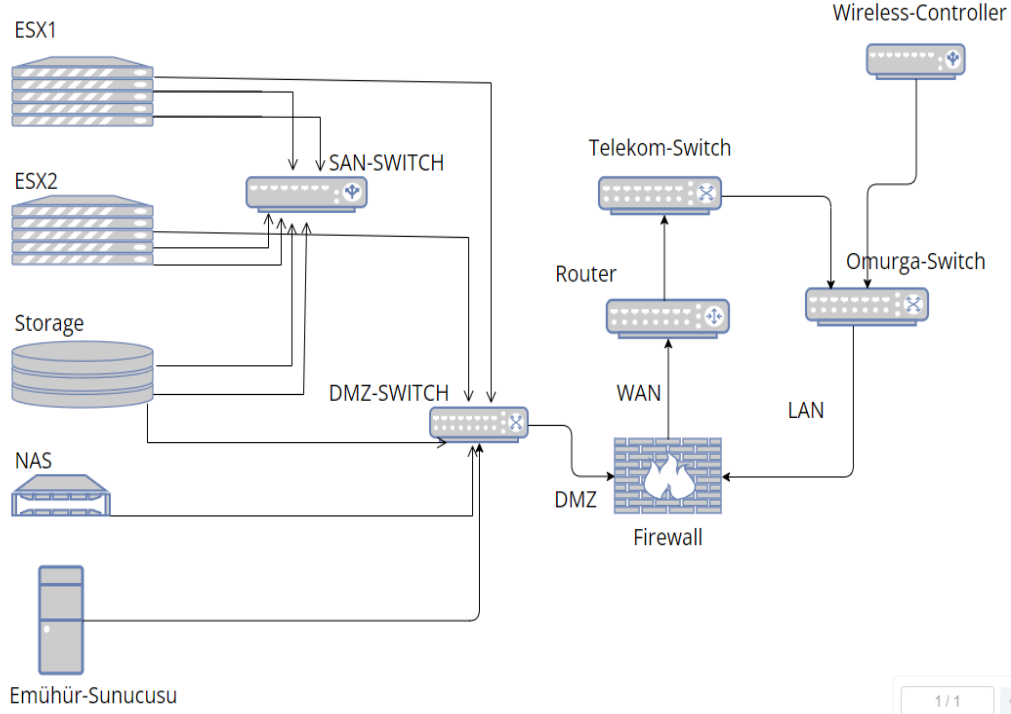 ESX1
Wireless-Controller
Telekom-Switch
SAN-SWITCH
ESX2
Omurga-Switch
Router
Storage
DMZ-SWITCH
WAN
LAN
NAS
DMZ
Firewall
Emühür-Sunucusu
1 / 1